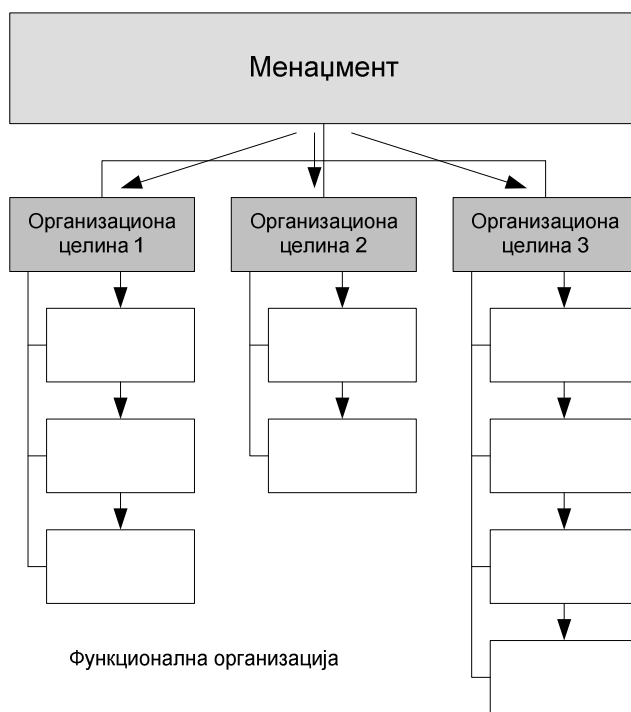 Менаџмент
Организациона
целина 1
Организациона
целина 2
Организациона
целина 3
Функционална организација